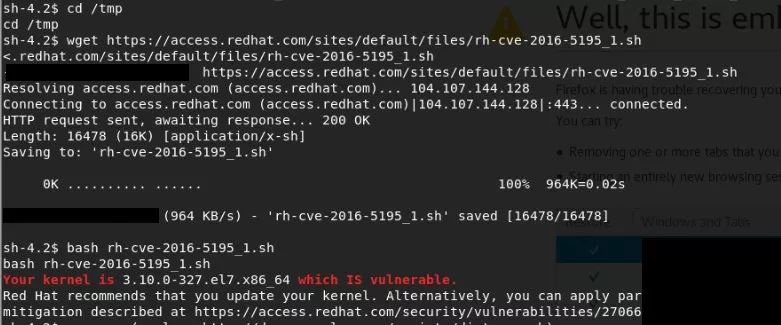 sh-4.2$ cd /tmp
cd /tmp
sh-4.2$ wget https://access.redhat.com/sites/default/files/rh-cve-2016-5195_1.sh
<.redhat.com/sites/default/files/rh-cve-2016-5195_1.sh
https://access.redhat.com/sites/default/files/rh-cve-2016-5195_1.sh
Resolving access.redhat.com (access.redhat.com)... 104.107.144.128
Connecting to access.redhat.com (access.redhat.com)|104.107.144.128|:443... connected.
HTTP request sent, awaiting response... 200 OK
Length: 16478 (16K) [application/x-sh]
Saving to: 'rh-cve-2016-5195_1.sh'
0K .......... ...... 100% 964K=0.02s
(964 KB/s) - 'rh-cve-2016-5195_1.sh' saved [16478/16478]
sh-4.2$ bash rh-cve-2016-5195_1.sh
bash rh-cve-2016-5195_1.sh
Your kernel is 3.10.0-327.el7.x86_64 which IS vulnerable.
Red Hat recommends that you update your kernel. Alternatively, you can apply par
mitigation described at https://access.redhat.com/security/vulnerabilities/27066
Well, this is em
Firefox is having trouble recovering you
You can try:
• Removing one or more tabs that you
• Starting an entirely new browsing ses
Restore Windows and Tabs